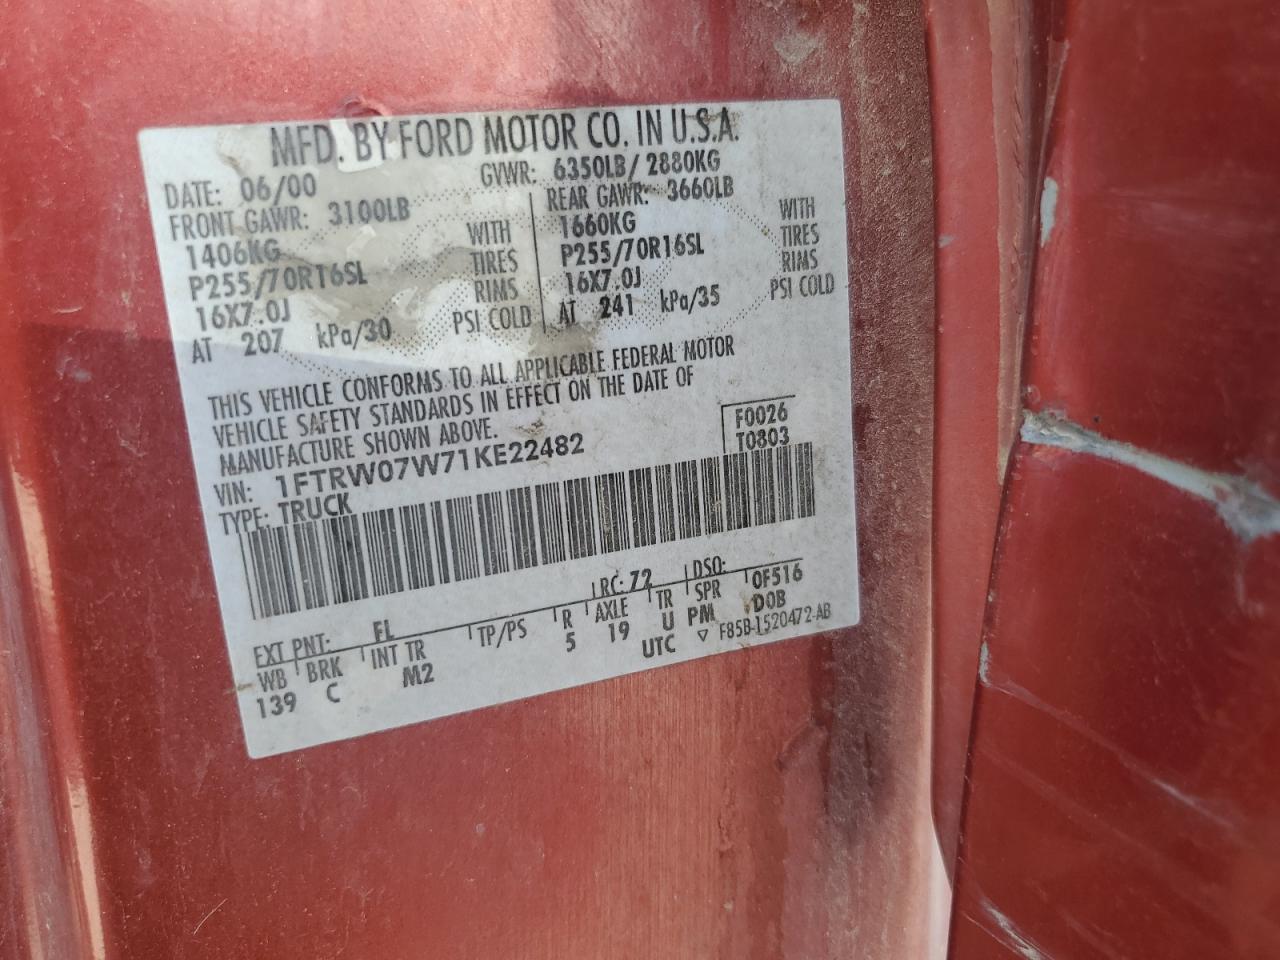 MFD. BY FORD MOTOR CO. IN U.S.A.
DATE: 06/00 GVWR: 6350LB/ 2880KG
FRONT GAWR: 3100LB REAR GAWR: 3660LB
1406KG WITH 1660KG WITH
P255/70R16SL TIRES P255/70R16SL TIRES
16X7.0J RIMS 16X7.0J RIMS
AT 207 kPa/30 PSI COLD AT 241 kPa/35 PSI COLD
THIS VEHICLE CONFORMS TO ALL APPLICABLE FEDERAL MOTOR
VEHICLE SAFETY STANDARDS IN EFFECT ON THE DATE OF
MANUFACTURE SHOWN ABOVE.
F0026
VIN: 1FTRW07W71KE22482 T0803
TYPE: TRUCK
EXT PNT: FL RC: 72 DSO: 0F516
WB BRK INT TR TP/PS R AXLE TR SPR D0B
139 C M2 5 19 U PM
UTC ▽ F85B-1520472-AB